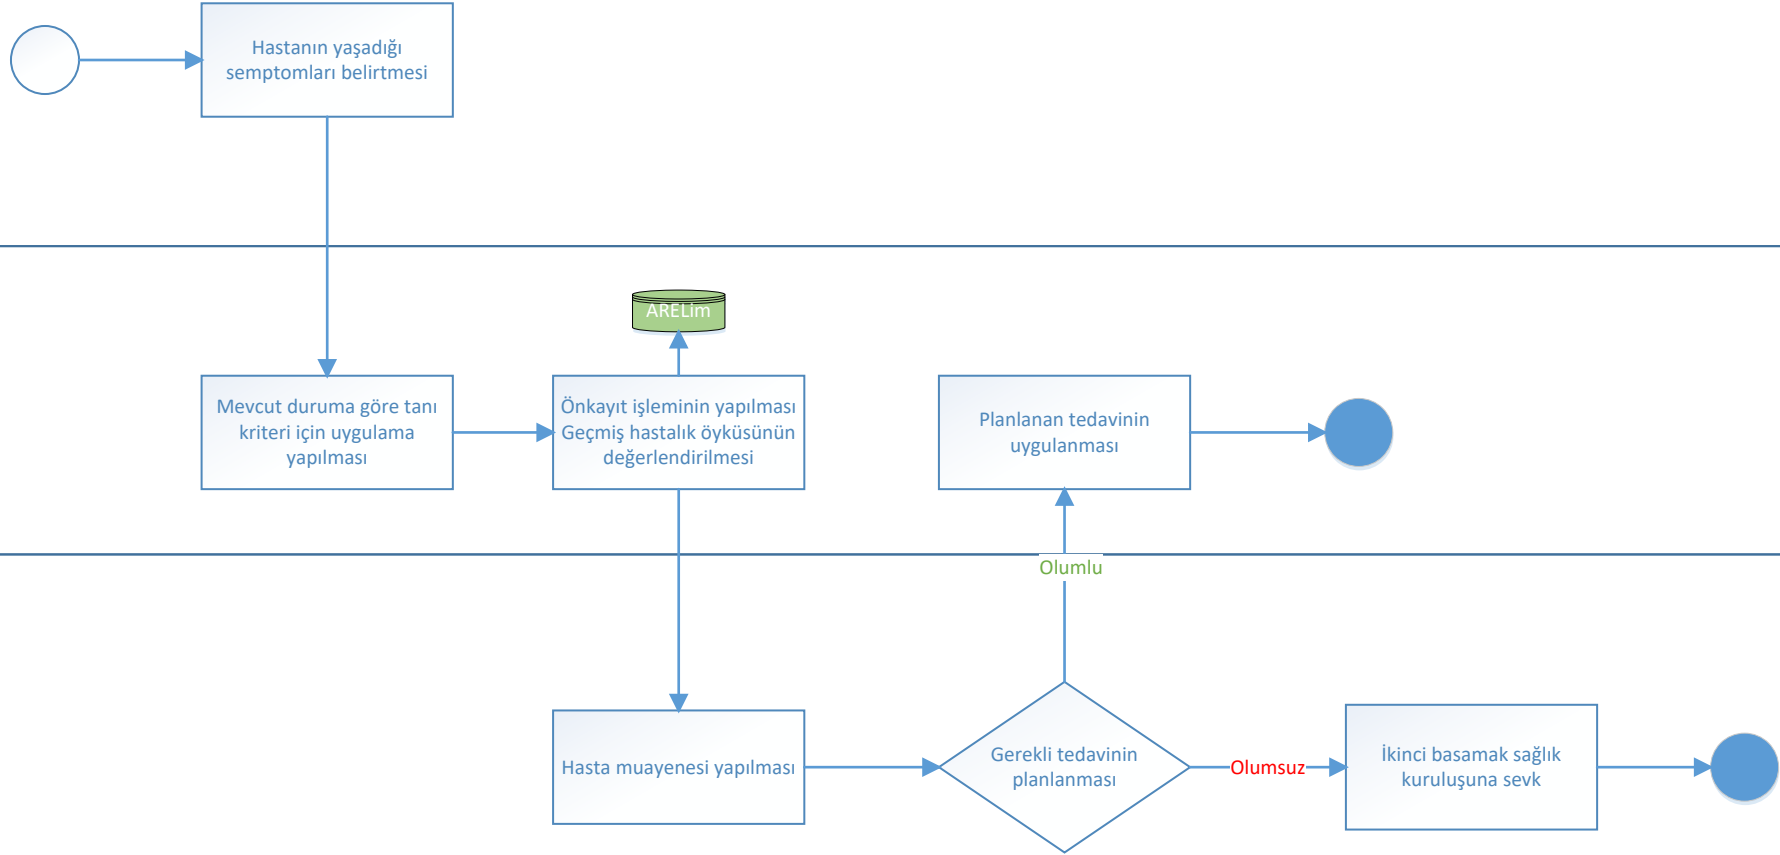 Hastanın yaşadığı
semptomları belirtmesi
ARELim
Mevcut duruma göre tanı
kriteri için uygulama
yapılması
Önkayıt işleminin yapılması
Geçmiş hastalık öyküsünün
değerlendirilmesi
Planlanan tedavinin
uygulanması
Olumlu
Hasta muayenesi yapılması
Gerekli tedavinin
planlanması
Olumsuz
İkinci basamak sağlık
kuruluşuna sevk